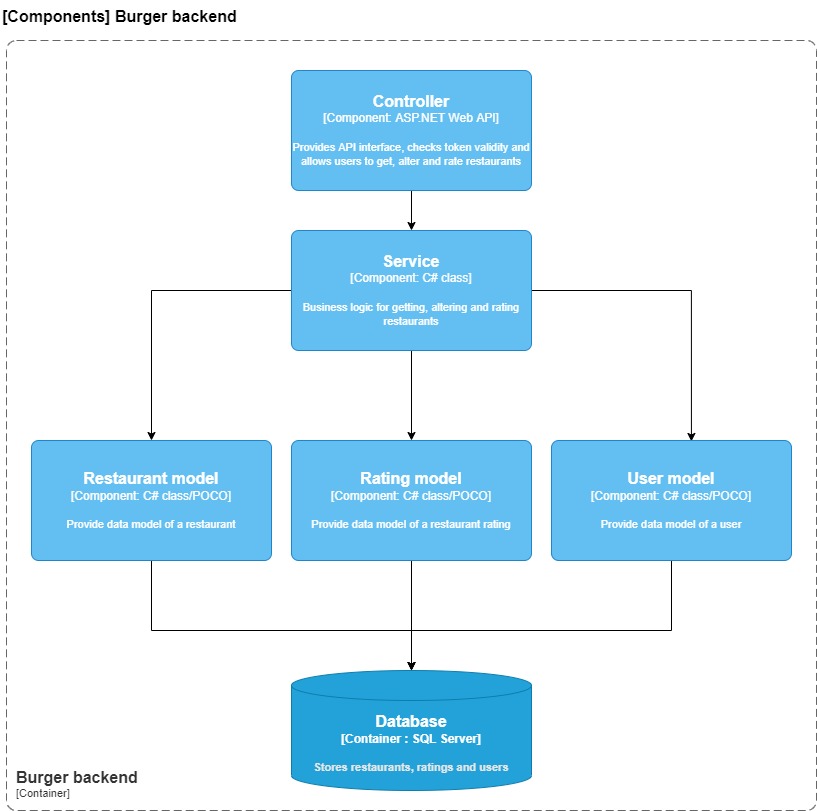 [Components] Burger backend
Controller
[Component: ASP.NET Web API]
Provides API interface, checks token validity and
allows users to get, alter and rate restaurants
Service
[Component: C# class]
Business logic for getting, altering and rating
restaurants
Restaurant model
[Component: C# class/POCO]
Provide data model of a restaurant
Rating model
[Component: C# class/POCO]
Provide data model of a restaurant rating
User model
[Component: C# class/POCO]
Provide data model of a user
Database
[Container : SQL Server]
Stores restaurants, ratings and users
Burger backend
[Container]